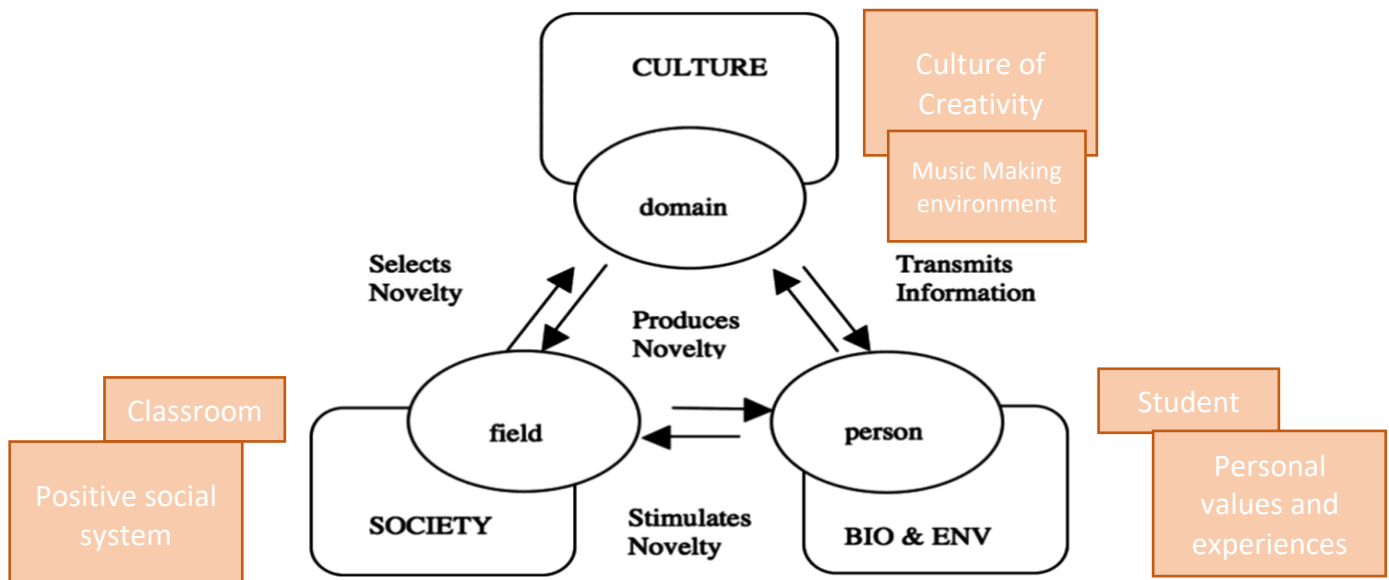 CULTURE
domain
Culture of
Creativity
Music Making
environment
Selects
Novelty
Transmits
Information
Produces
Novelty
Classroom
Positive social
system
field
SOCIETY
Stimulates
Novelty
person
BIO & ENV
Student
Personal
values and
experiences